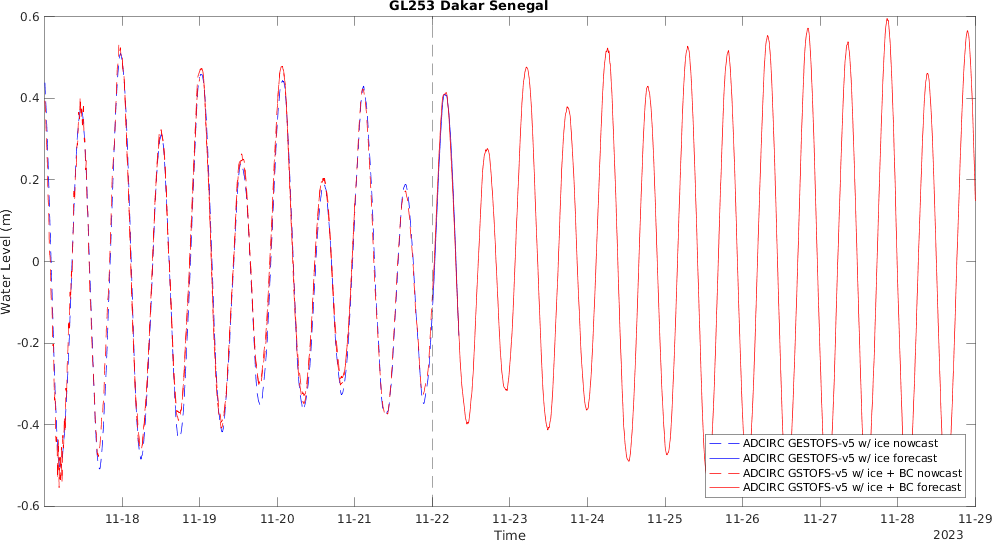 GL253 Dakar Senegal
0.6
0.4
0.2
0
-0.2
-0.4
-0.6
Water Level (m)
ADCIRC GESTOFS-v5 w/ ice nowcast
ADCIRC GESTOFS-v5 w/ ice forecast
ADCIRC GSTOFS-v5 w/ ice + BC nowcast
ADCIRC GSTOFS-v5 w/ ice + BC forecast
11-18 11-19 11-20 11-21 11-22 11-23 11-24 11-25 11-26 11-27 11-28 11-29
Time
2023